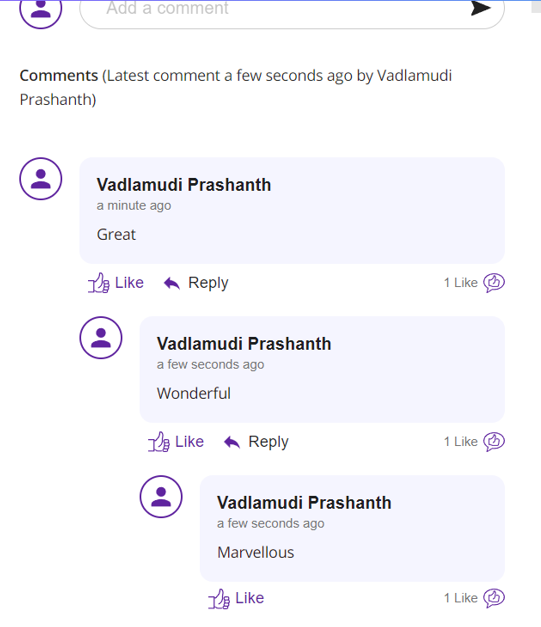 Add a comment
Comments (Latest comment a few seconds ago by Vadlamudi
Prashanth)
Vadlamudi Prashanth
a minute ago
Great
Like Reply 1 Like
Vadlamudi Prashanth
a few seconds ago
Wonderful
Like Reply 1 Like
Vadlamudi Prashanth
a few seconds ago
Marvellous
Like 1 Like